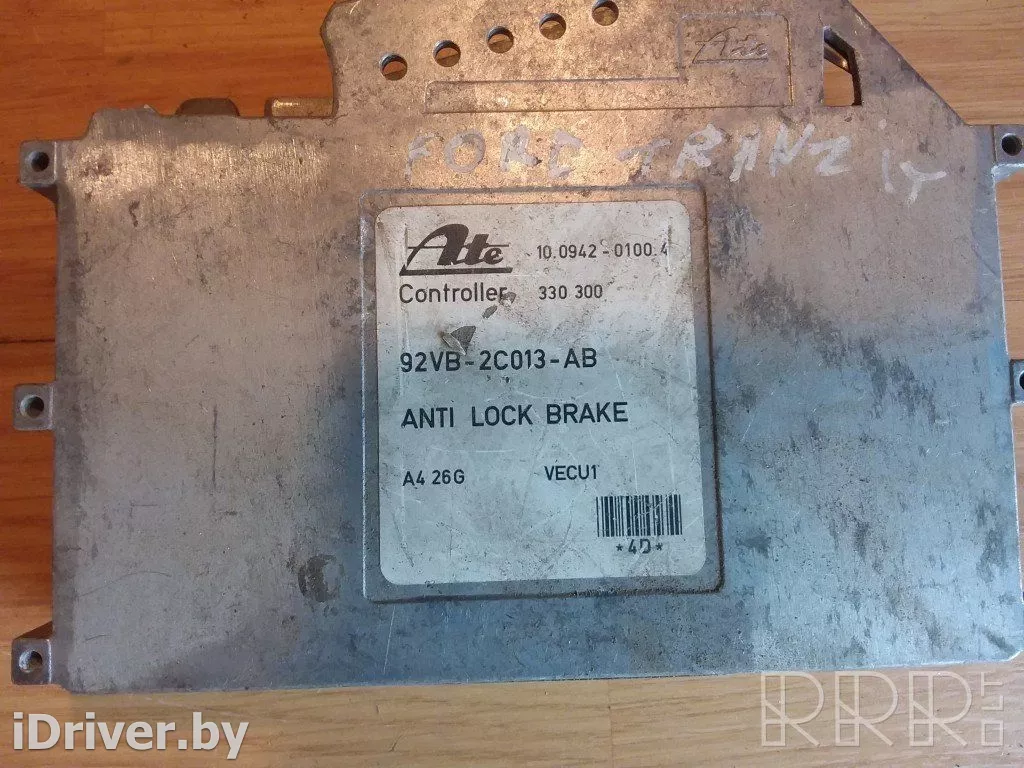 Ate
FORD TRANZIT
Ate 10.0942-0100.4
Controller 330 300
92VB-2C013-AB
ANTI LOCK BRAKE
A4 26G VECU1
*4D*
iDriver.by
RRR.LT